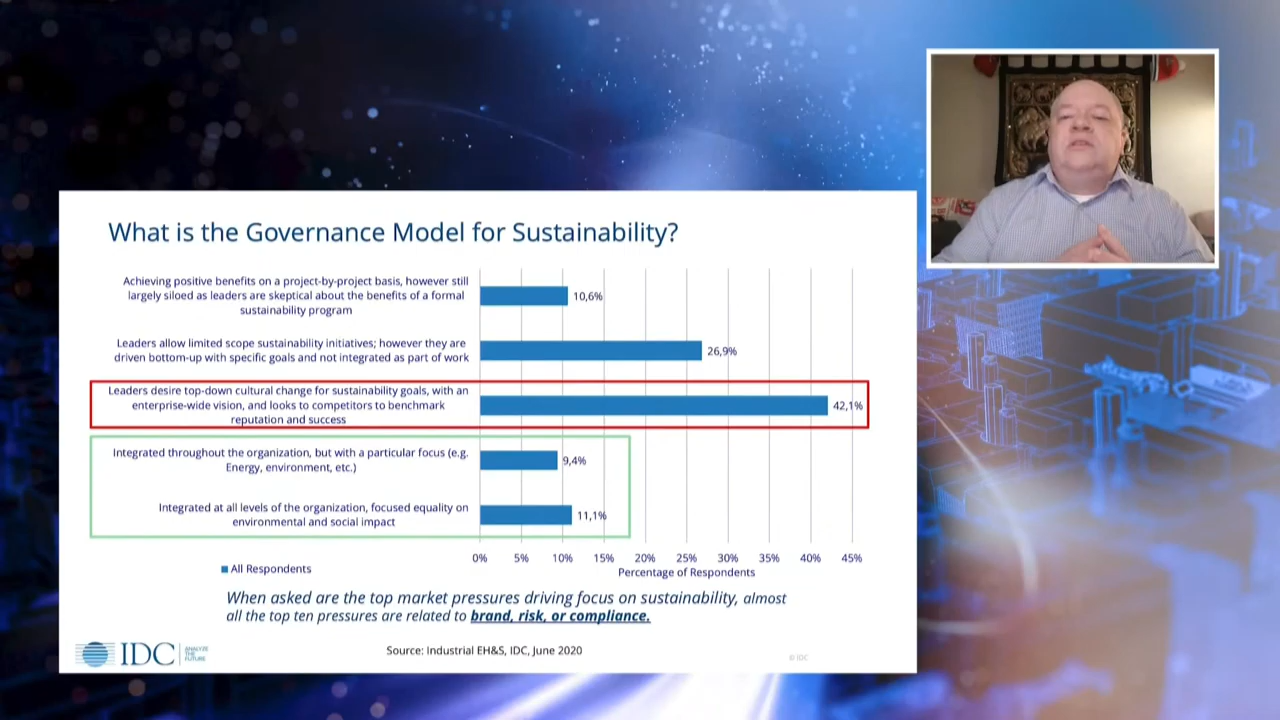 What is the Governance Model for Sustainability?
Achieving positive benefits on a project-by-project basis, however still
largely siloed as leaders are skeptical about the benefits of a formal
sustainability program
10,6%
Leaders allow limited scope sustainability initiatives; however they are
driven bottom-up with specific goals and not integrated as part of work
26,9%
Leaders desire top-down cultural change for sustainability goals, with an
enterprise-wide vision, and looks to competitors to benchmark
reputation and success
42,1%
Integrated throughout the organization, but with a particular focus (e.g.
Energy, environment, etc.)
9,4%
Integrated at all levels of the organization, focused equality on
environmental and social impact
11,1%
0% 5% 10% 15% 20% 25% 30% 35% 40% 45%
Percentage of Respondents
All Respondents
When asked are the top market pressures driving focus on sustainability, almost
all the top ten pressures are related to brand, risk, or compliance.
IDC
ANALYZE
THE
FUTURE
Source: Industrial EH&S, IDC, June 2020
© IDC